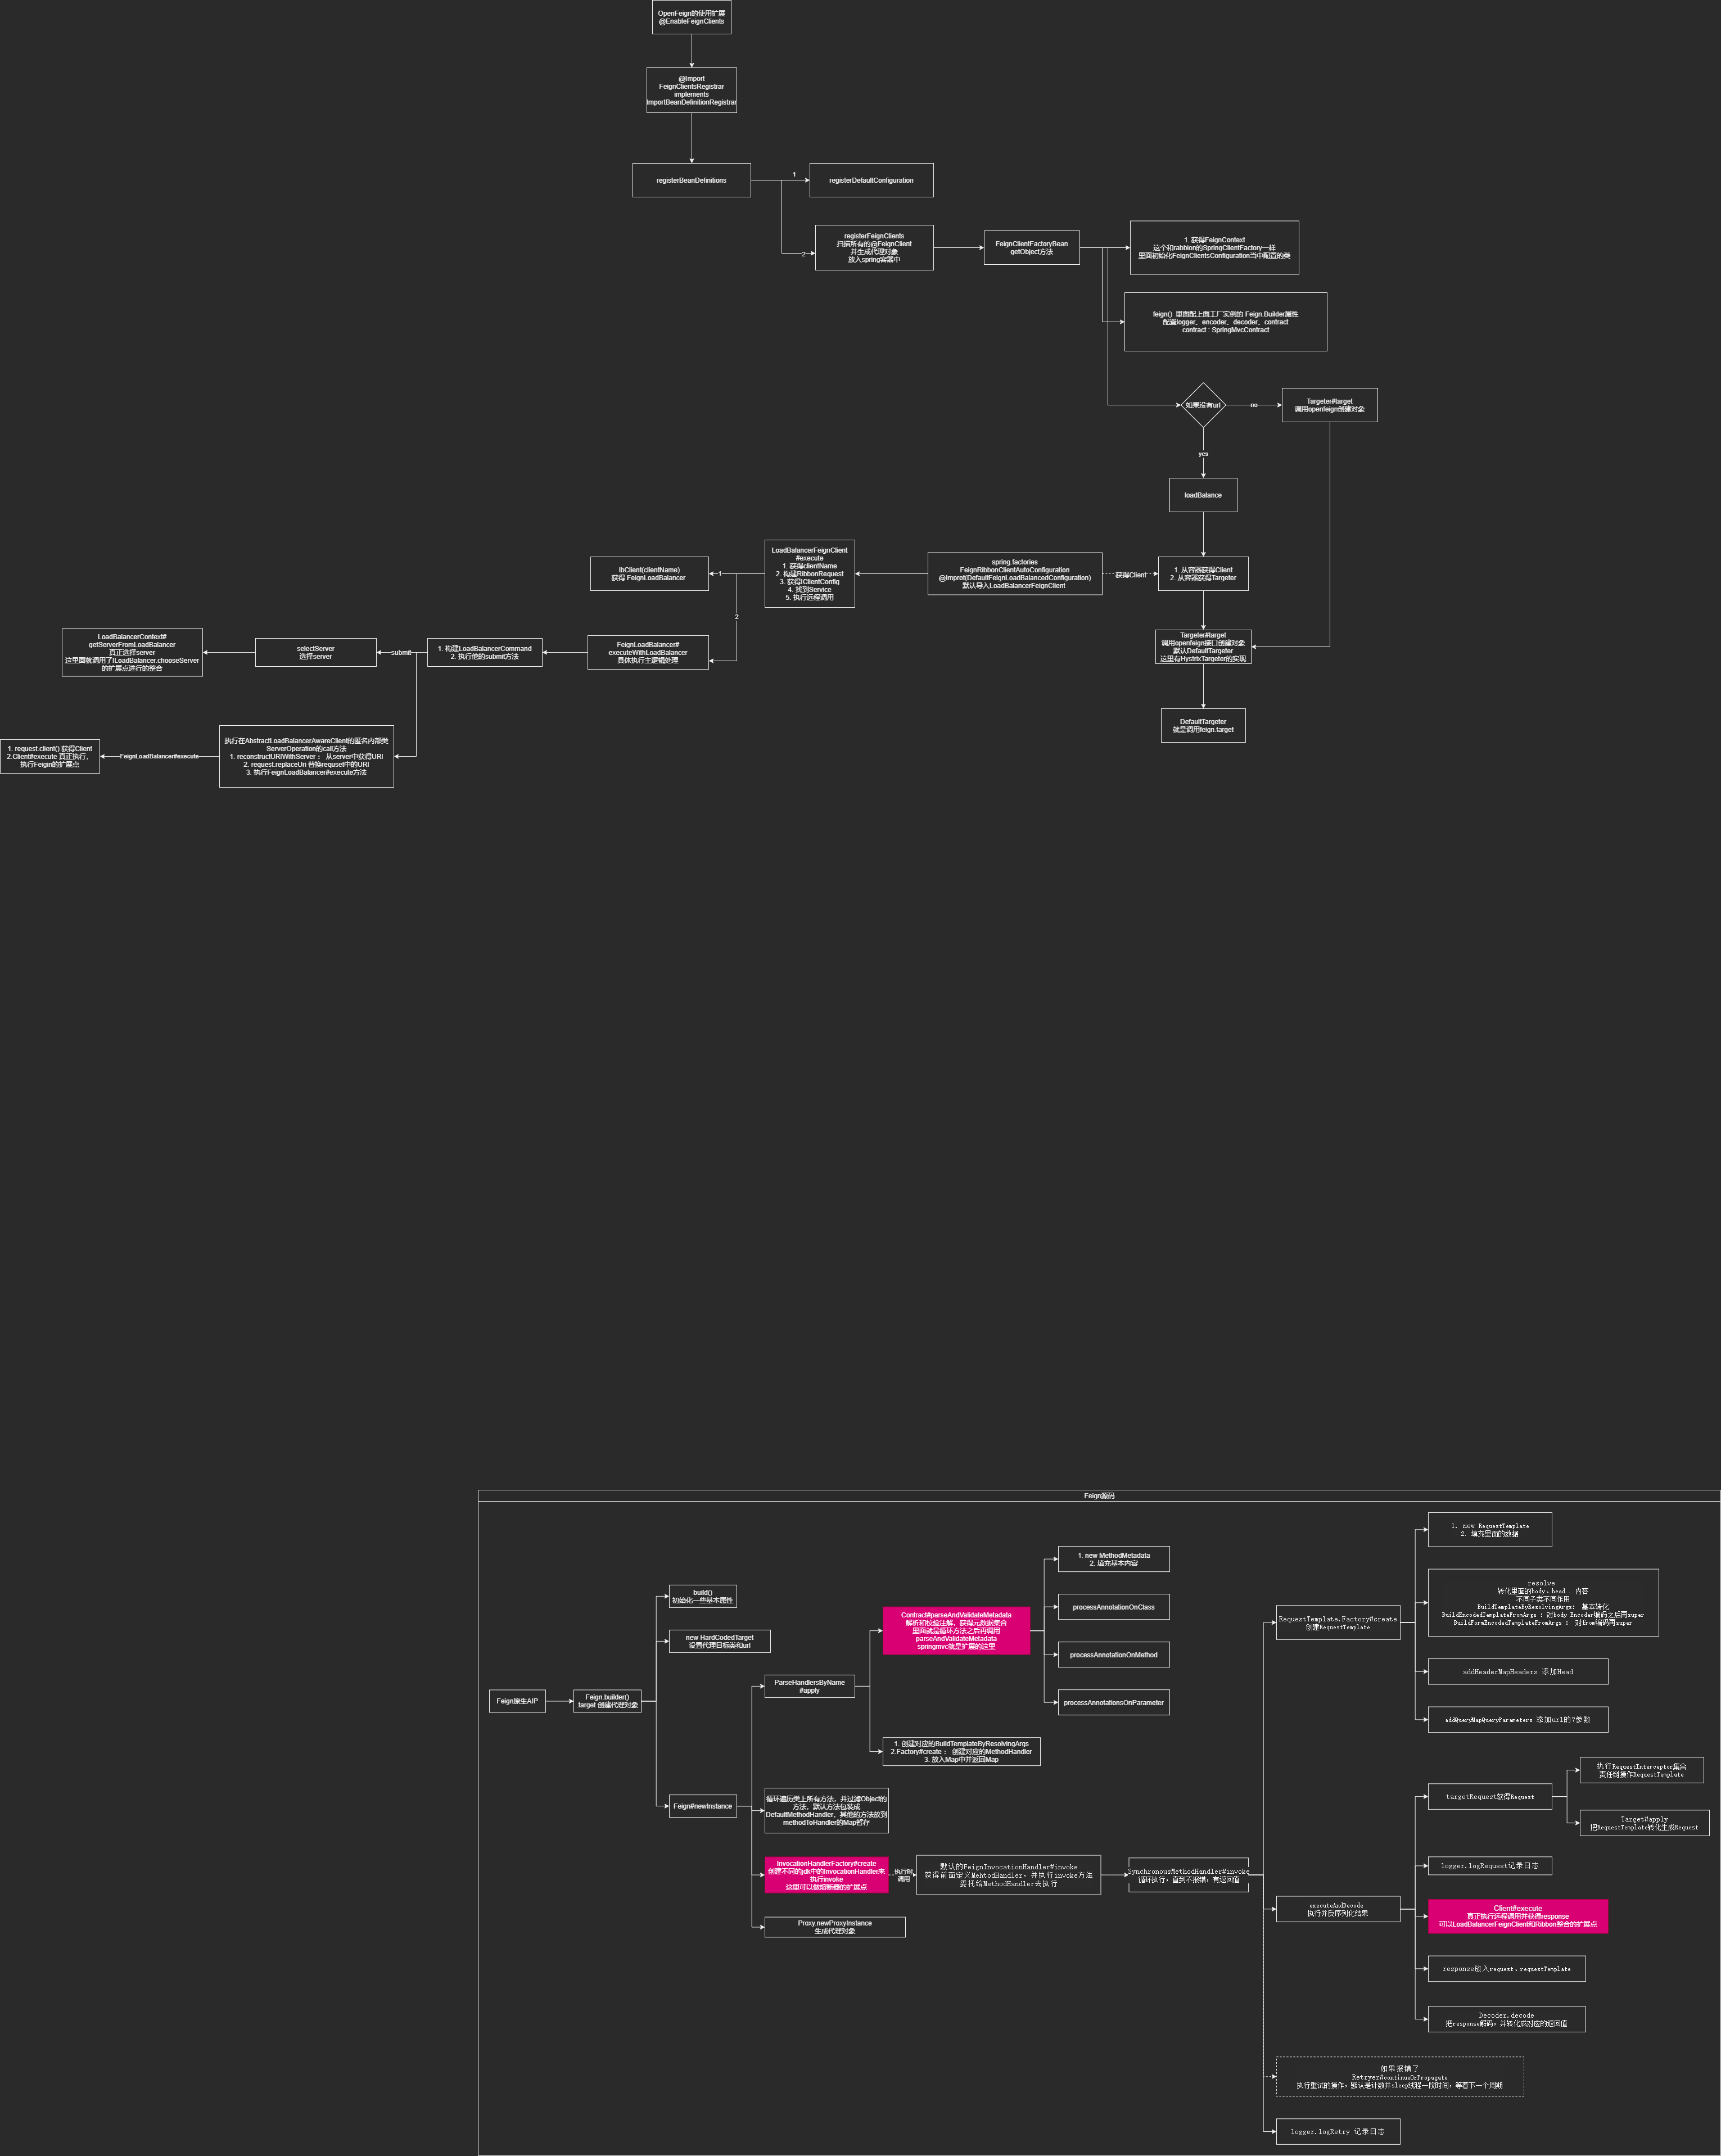 OpenFeign的使用扩展
@EnableFeignClients
@Import
FeignClientsRegistrar
implements
ImportBeanDefinitionRegistrar
registerBeanDefinitions
1
registerDefaultConfiguration
2
registerFeignClients
扫描所有的@FeignClient
并生成代理对象
放入spring容器中
FeignClientFactoryBean
getObject方法
1. 获得FeignContext
这个和rabbion的SpringClientFactory一样
里面初始化FeignClientsConfiguration当中配置的类
feign() 里面配上面工厂实例的 Feign.Builder属性
配置logger、encoder、decoder、contract
contract : SpringMvcContract
如果没有url
no
Targeter#target
调用openfeign创建对象
yes
loadBalance
1. 从容器获得Client
2. 从容器获得Targeter
获得Client
spring.factories
FeignRibbonClientAutoConfiguration
@Improt(DefaultFeignLoadBalancedConfiguration)
默认导入LoadBalancerFeignClient
LoadBalancerFeignClient
#execute
1. 获得clientName
2. 构建RibbonRequest
3. 获得IClientConfig
4. 找到Service
5. 执行远程调用
1
lbClient(clientName)
获得 FeignLoadBalancer
2
Targeter#target
调用openfeign接口创建对象
默认DefaultTargeter
这里有HystrixTargeter的实现
DefaultTargeter
就是调用feign.target
FeignLoadBalancer#
executeWithLoadBalancer
具体执行主逻辑处理
1. 构建LoadBalancerCommand
2. 执行他的submit方法
submit
selectServer
选择server
LoadBalancerContext#
getServerFromLoadBalancer
真正选择server
这里面就调用了ILoadBalancer.chooseServer
的扩展点进行的整合
执行在AbstractLoadBalancerAwareClient的匿名内部类
ServerOperation的call方法
1. reconstructURIWithServer ： 从server中获得URI
2. request.replaceUri 替换requset中的URI
3. 执行FeignLoadBalancer#execute方法
FeignLoadBalancer#execute
1. request.client() 获得Client
2.Client#execute 真正执行，
执行Feigin的扩展点
Feign源码
Feign原生AIP
Feign.builder()
.target 创建代理对象
build()
初始化一些基本属性
new HardCodedTarget
设置代理目标类和url
Feign#newInstance
ParseHandlersByName
#apply
Contract#parseAndValidateMetadata
解析和校验注解、获得元数据集合
里面就是循环方法之后再调用
parseAndValidateMetadata
springmvc就是扩展的这里
1. new MethodMetadata
2. 填充基本内容
processAnnotationOnClass
processAnnotationOnMethod
processAnnotationsOnParameter
1. 创建对应的BuildTemplateByResolvingArgs
2.Factory#create ： 创建对应的MethodHandler
3. 放入Map中并返回Map
循环遍历类上所有方法，并过滤Object的
方法，默认方法包装成
DefaultMethodHandler，其他的方法放到
methodToHandler的Map暂存
InvocationHandlerFactory#create
创建不同的jdk中的InvocationHandler来
执行invoke
这里可以做熔断器的扩展点
执行时
调用
默认的FeignInvocationHandler#invoke
获得前面定义MehtodHandler，并执行invoke方法
委托给MethodHandler去执行
SynchronousMethodHandler#invoke
循环执行，直到不报错，有返回值
Proxy.newProxyInstance
生成代理对象
RequestTemplate.Factory#create
创建RequestTemplate
1. new RequestTemplate
2. 填充里面的数据
resolve
转化里面的body、head...内容
不同子类不同作用
BuildTemplateByResolvingArgs： 基本转化
BuildEncodedTemplateFromArgs ：对body Encoder编码之后再super
BuildFormEncodedTemplateFromArgs ： 对from编码再super
addHeaderMapHeaders 添加Head
addQueryMapQueryParameters 添加url的?参数
executeAndDecode
执行并反序列化结果
targetRequest获得Request
执行RequestInterceptor集合
责任链操作RequestTemplate
Target#apply
把RequestTemplate转化生成Request
logger.logRequest记录日志
Client#execute
真正执行远程调用并获得response
可以LoadBalancerFeignClient和Ribbon整合的扩展点
response放入request、requestTemplate
Decoder.decode
把response解码，并转化成对应的返回值
如果报错了
Retryer#continueOrPropagate
执行重试的操作，默认是计数并sleep线程一段时间，等着下一个周期
logger.logRetry 记录日志